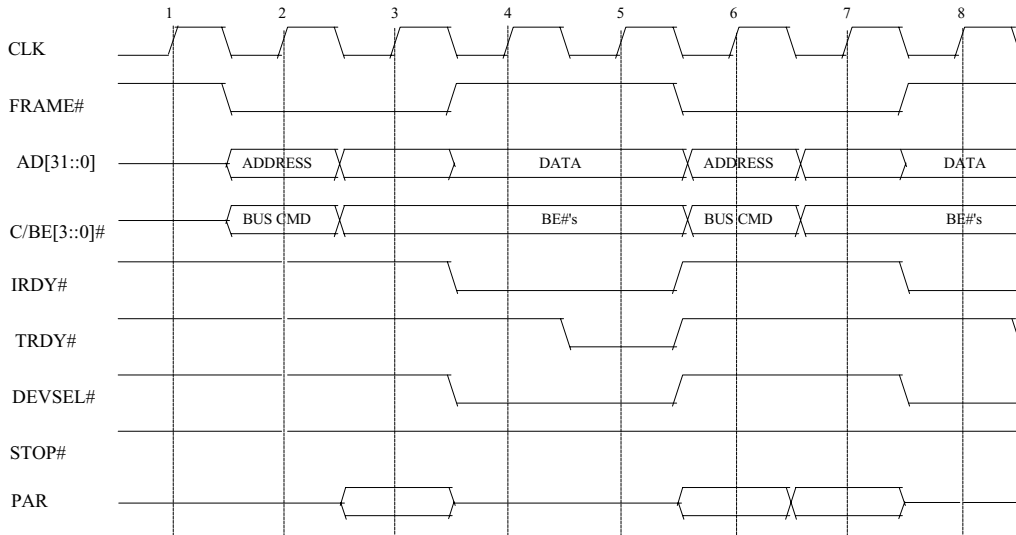 1 2 3 4 5 6 7 8
CLK
FRAME#
AD[31::0] ADDRESS DATA ADDRESS DATA
C/BE[3::0]# BUS CMD BE#'s BUS CMD BE#'s
IRDY#
TRDY#
DEVSEL#
STOP#
PAR